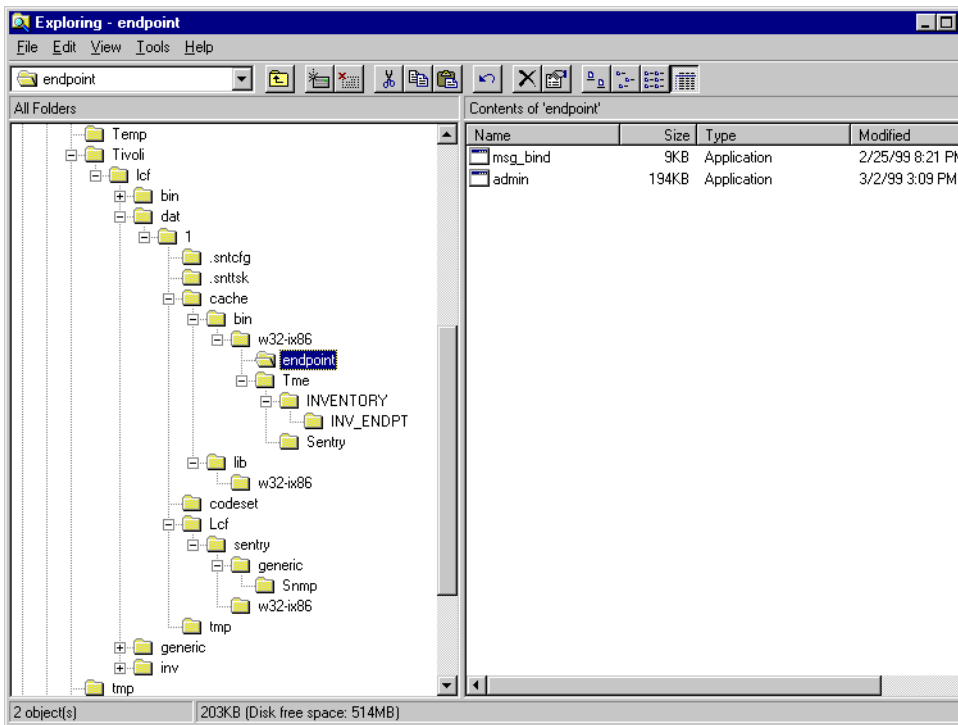 Exploring - endpoint
File Edit View Tools Help
endpoint
All Folders Contents of 'endpoint'
Name Size Type Modified
msg_bind 9KB Application 2/25/99 8:21 PM
admin 194KB Application 3/2/99 3:09 PM
Temp
Tivoli
lcf
bin
dat
1
.sntcfg
.snttsk
cache
bin
w32-ix86
endpoint
Tme
INVENTORY
INV_ENDPT
Sentry
lib
w32-ix86
codeset
Lcf
sentry
generic
Snmp
w32-ix86
tmp
generic
inv
tmp
2 object(s) 203KB (Disk free space: 514MB)